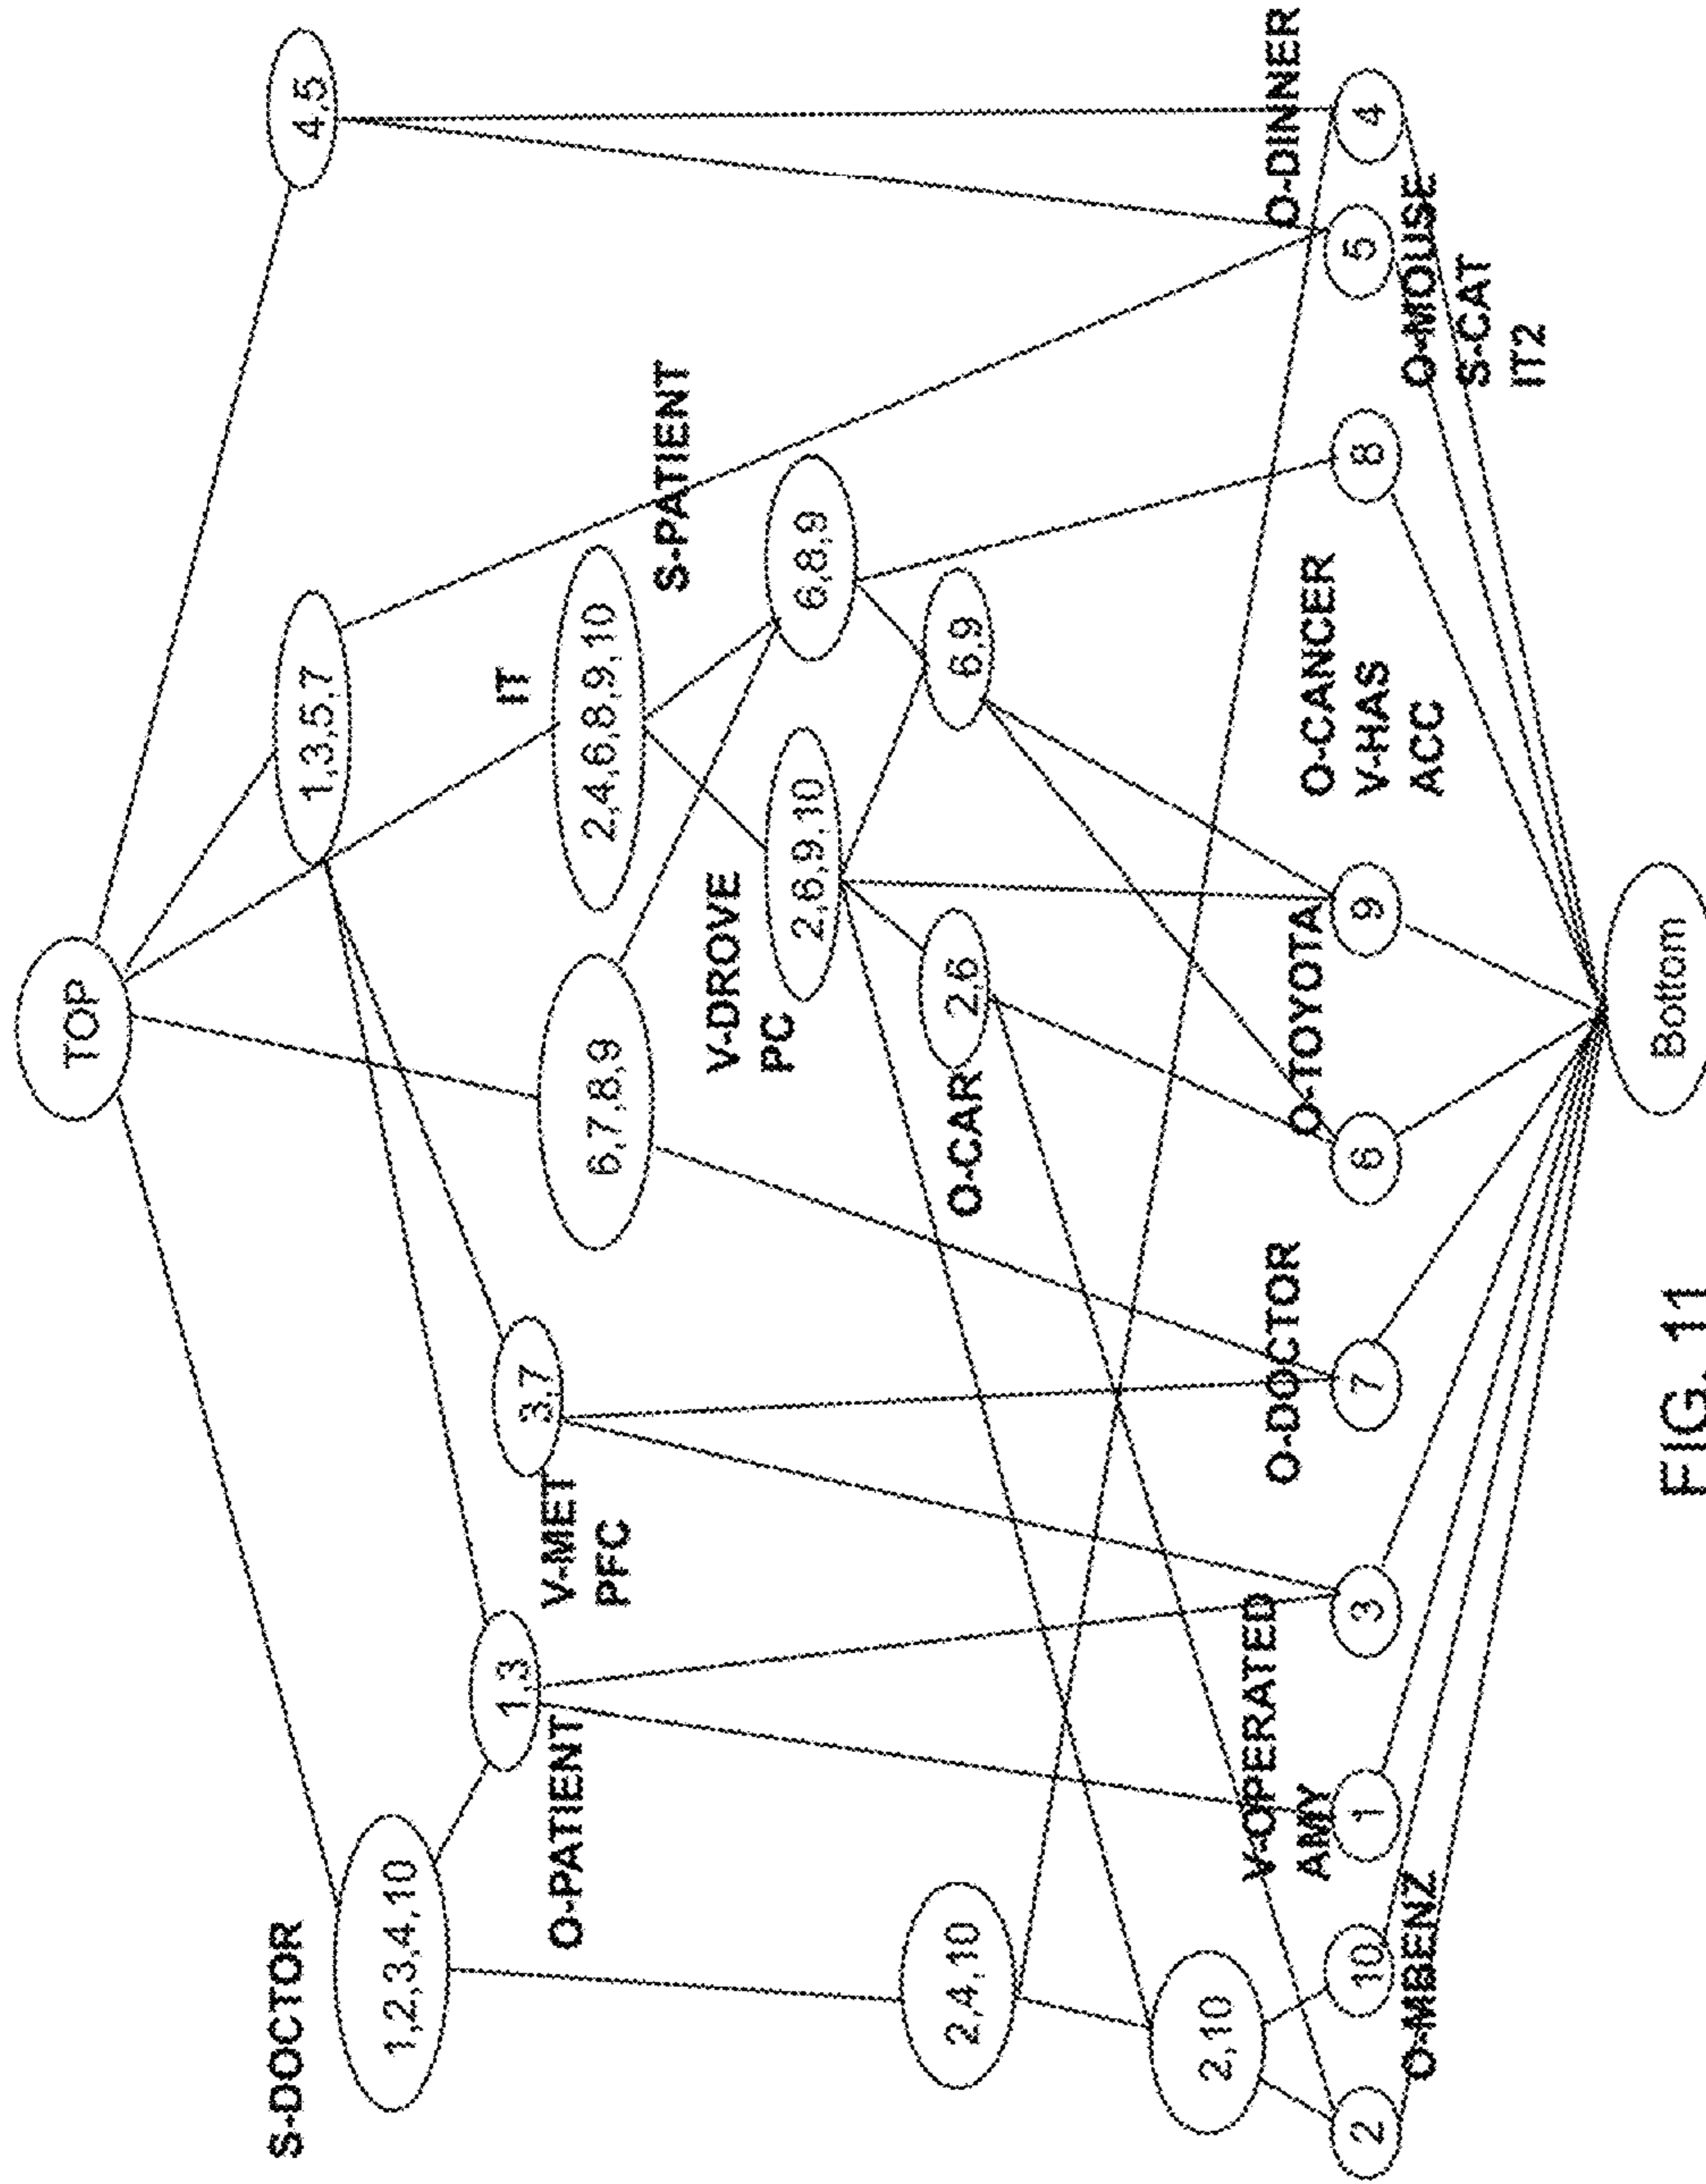 TOP
4,5
1,3,5,7
S-DOCTOR
1,2,3,4,10
1,3
3,7
V-MET
PFC
O-PATIENT
6,7,8,9
IT
2,4,6,8,9,10
S-PATIENT
V-DROVE
PC
2,6,9,10
6,8,9
2,4,10
O-CAR
2,6
6,9
2,10
V-OPERATED
AMY
O-DOCTOR
O-TOYOTA
O-CANCER
V-HAS
ACC
O-DINNER
2
10
1
3
7
6
9
8
5
4
O-MBENZ
O-MOUSE
S-CAT
IT2
Bottom
FIG. 11